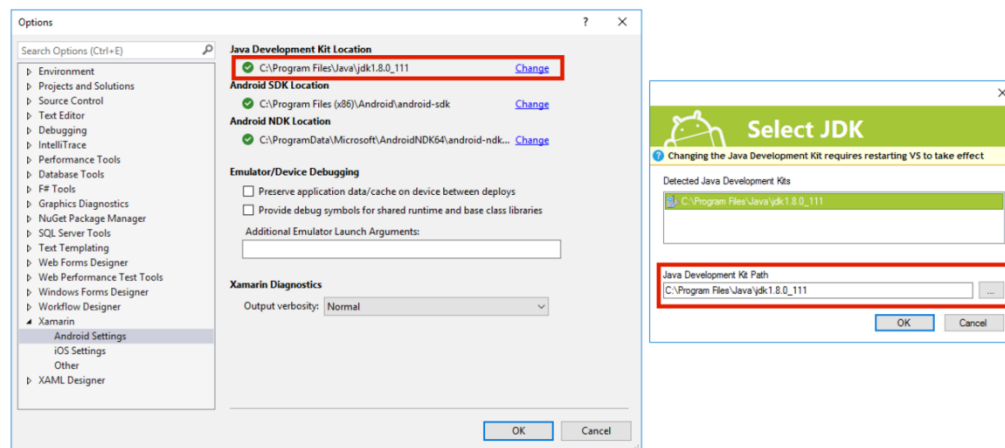 Options
Search Options (Ctrl+E)
Environment
Projects and Solutions
Source Control
Text Editor
Debugging
IntelliTrace
Performance Tools
Database Tools
F# Tools
Graphics Diagnostics
NuGet Package Manager
SQL Server Tools
Text Templating
Web Forms Designer
Web Performance Test Tools
Windows Forms Designer
Workflow Designer
Xamarin
Android Settings
iOS Settings
Other
XAML Designer
Java Development Kit Location
C:\Program Files\Java\jdk1.8.0_111 Change
Android SDK Location
C:\Program Files (x86)\Android\android-sdk Change
Android NDK Location
C:\ProgramData\Microsoft\AndroidNDK64\android-ndk... Change
Emulator/Device Debugging
Preserve application data/cache on device between deploys
Provide debug symbols for shared runtime and base class libraries
Additional Emulator Launch Arguments:
Xamarin Diagnostics
Output verbosity: Normal
OK Cancel
Select JDK
Changing the Java Development Kit requires restarting VS to take effect
Detected Java Development Kits
C:\Program Files\Java\jdk1.8.0_111
Java Development Kit Path
C:\Program Files\Java\jdk1.8.0_111 ...
OK Cancel